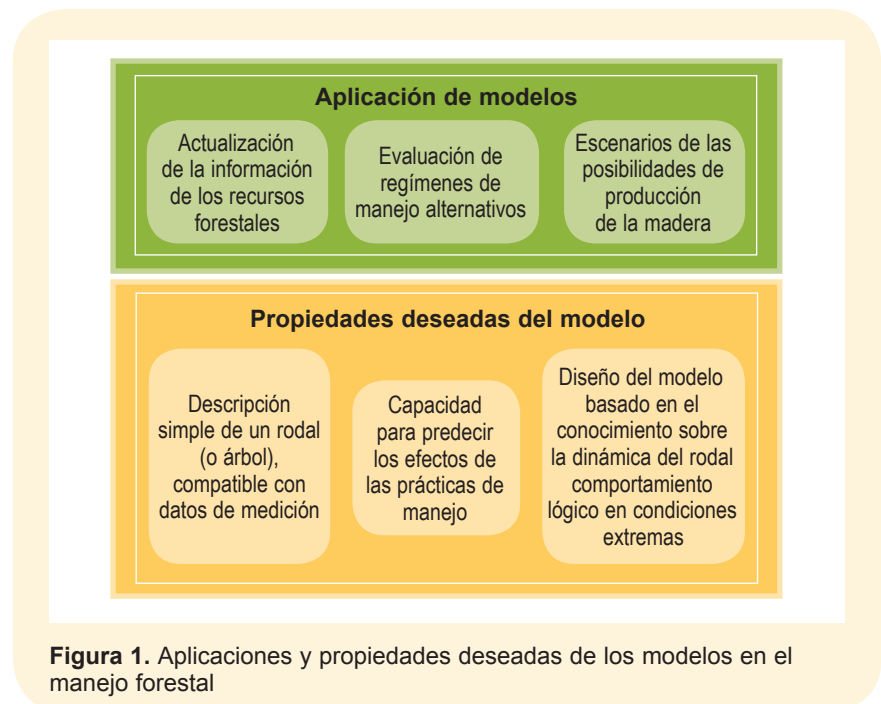 Aplicación de modelos
Actualización
de la información
de los recursos
forestales
Evaluación de
regímenes de
manejo alternativos
Escenarios de las
posibilidades de
producción
de la madera
Propiedades deseadas del modelo
Descripción
simple de un rodal
(o árbol),
compatible con
datos de medición
Capacidad
para predecir
los efectos de
las prácticas de
manejo
Diseño del modelo
basado en el
conocimiento sobre
la dinámica del rodal
comportamiento
lógico en condiciones
extremas
Figura 1. Aplicaciones y propiedades deseadas de los modelos en el
manejo forestal